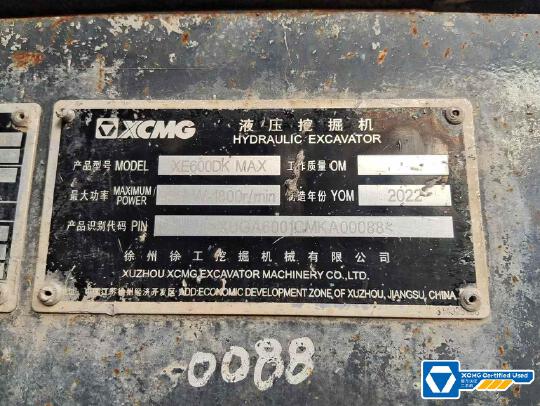 XCMG 液压挖掘机
HYDRAULIC EXCAVATOR
产品型号 MODEL XE600DK MAX 工作质量 OM
最大功率 MAXIMUM/POWER 1800r/min 制造年份 YOM 2022
产品识别代码 PIN
徐州徐工挖掘机械有限公司
XUZHOU XCMG EXCAVATOR MACHINERY CO.,LTD.
ADD:ECONOMIC DEVELOPMENT ZONE OF XUZHOU, JIANGSU, CHINA
0088
XCMG Certified Used